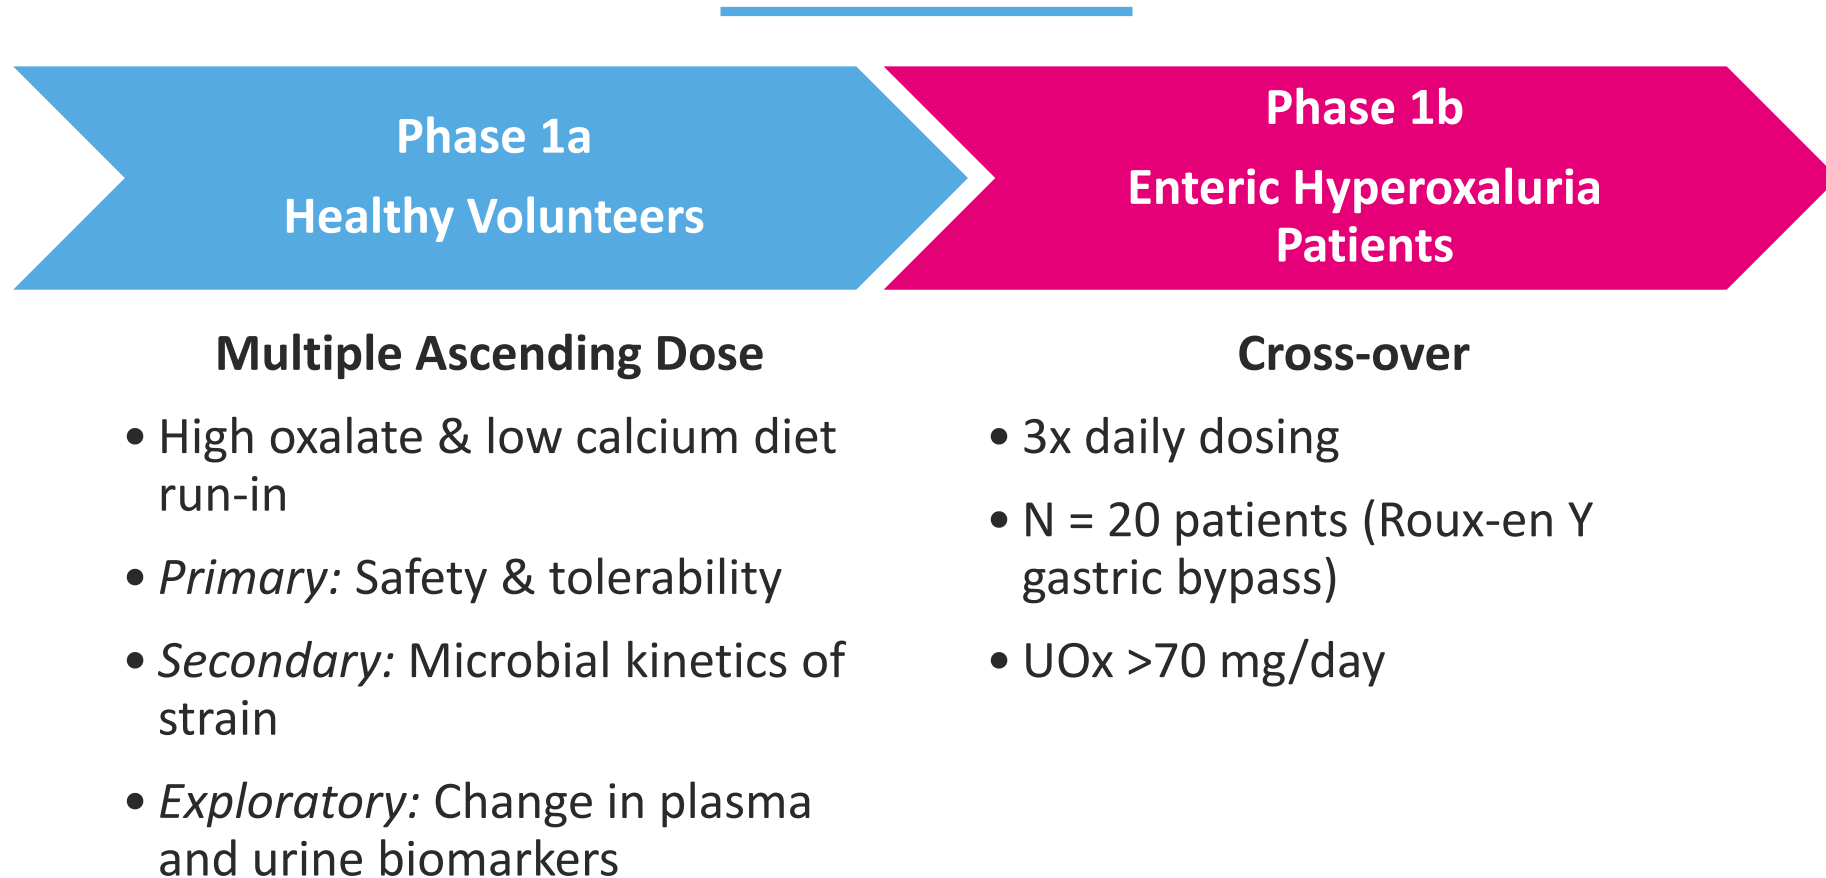 Phase 1a
Healthy Volunteers
Multiple Ascending Dose
• High oxalate & low calcium diet
run-in
• Primary: Safety & tolerability
• Secondary: Microbial kinetics of
strain
• Exploratory: Change in plasma
and urine biomarkers
Phase 1b
Enteric Hyperoxaluria
Patients
Cross-over
• 3x daily dosing
• N = 20 patients (Roux-en Y
gastric bypass)
• UOx >70 mg/day